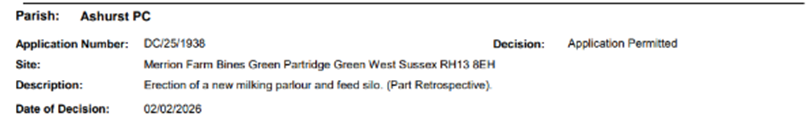 Parish: Ashurst PC
Application Number: DC/25/1938 Decision: Application Permitted
Site: Merrion Farm Bines Green Partridge Green West Sussex RH13 8EH
Description: Erection of a new milking parlour and feed silo. (Part Retrospective).
Date of Decision: 02/02/2026